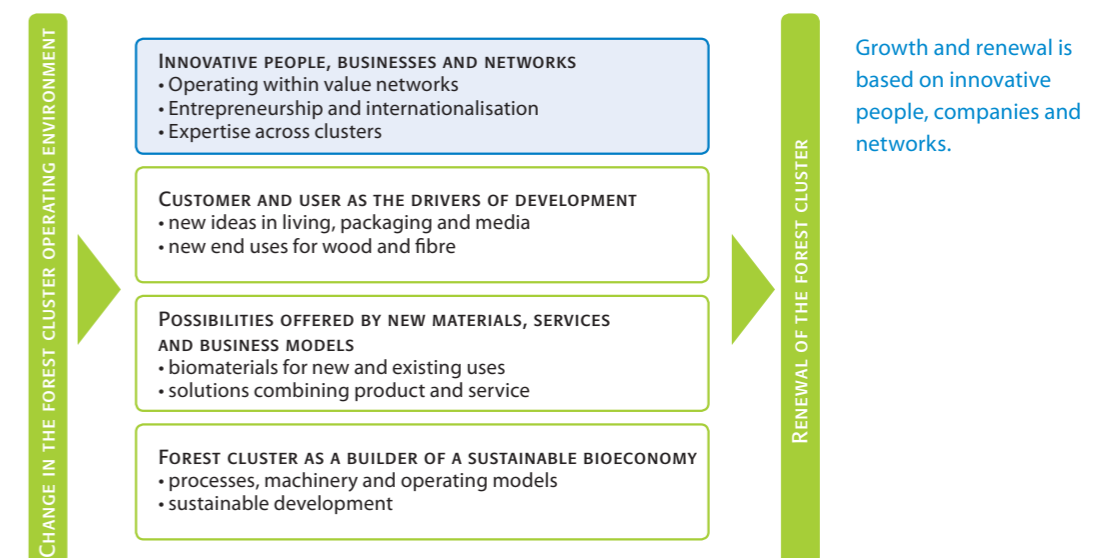 CHANGE IN THE FOREST CLUSTER OPERATING ENVIRONMENT
INNOVATIVE PEOPLE, BUSINESSES AND NETWORKS
• Operating within value networks
• Entrepreneurship and internationalisation
• Expertise across clusters
CUSTOMER AND USER AS THE DRIVERS OF DEVELOPMENT
• new ideas in living, packaging and media
• new end uses for wood and fibre
POSSIBILITIES OFFERED BY NEW MATERIALS, SERVICES
AND BUSINESS MODELS
• biomaterials for new and existing uses
• solutions combining product and service
FOREST CLUSTER AS A BUILDER OF A SUSTAINABLE BIOECONOMY
• processes, machinery and operating models
• sustainable development
RENEWAL OF THE FOREST CLUSTER
Growth and renewal is
based on innovative
people, companies and
networks.